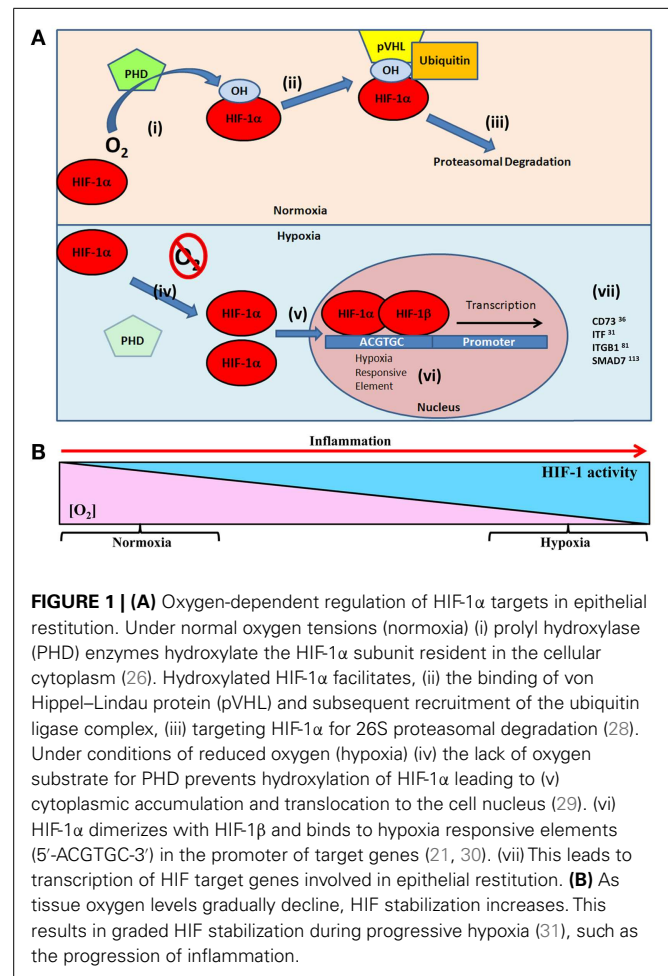 A
PHD
OH
HIF-1α
(i)
O2
HIF-1α
(ii)
pVHL
OH
Ubiquitin
HIF-1α
(iii)
Proteasomal Degradation
Normoxia
Hypoxia
HIF-1α
O2
(iv)
PHD
HIF-1α
HIF-1α
(v)
HIF-1α
HIF-1β
Transcription
ACGTGC
Promoter
Hypoxia
Responsive
Element
(vi)
Nucleus
(vii)
CD73 36
ITF 31
ITGB1 81
SMAD7 113
B
Inflammation
HIF-1 activity
[O2]
Normoxia
Hypoxia
FIGURE 1 | (A) Oxygen-dependent regulation of HIF-1α targets in epithelial
restitution. Under normal oxygen tensions (normoxia) (i) prolyl hydroxylase
(PHD) enzymes hydroxylate the HIF-1α subunit resident in the cellular
cytoplasm (26). Hydroxylated HIF-1α facilitates, (ii) the binding of von
Hippel–Lindau protein (pVHL) and subsequent recruitment of the ubiquitin
ligase complex, (iii) targeting HIF-1α for 26S proteasomal degradation (28).
Under conditions of reduced oxygen (hypoxia) (iv) the lack of oxygen
substrate for PHD prevents hydroxylation of HIF-1α leading to (v)
cytoplasmic accumulation and translocation to the cell nucleus (29). (vi)
HIF-1α dimerizes with HIF-1β and binds to hypoxia responsive elements
(5′-ACGTGC-3′) in the promoter of target genes (21, 30). (vii) This leads to
transcription of HIF target genes involved in epithelial restitution. (B) As
tissue oxygen levels gradually decline, HIF stabilization increases. This
results in graded HIF stabilization during progressive hypoxia (31), such as
the progression of inflammation.